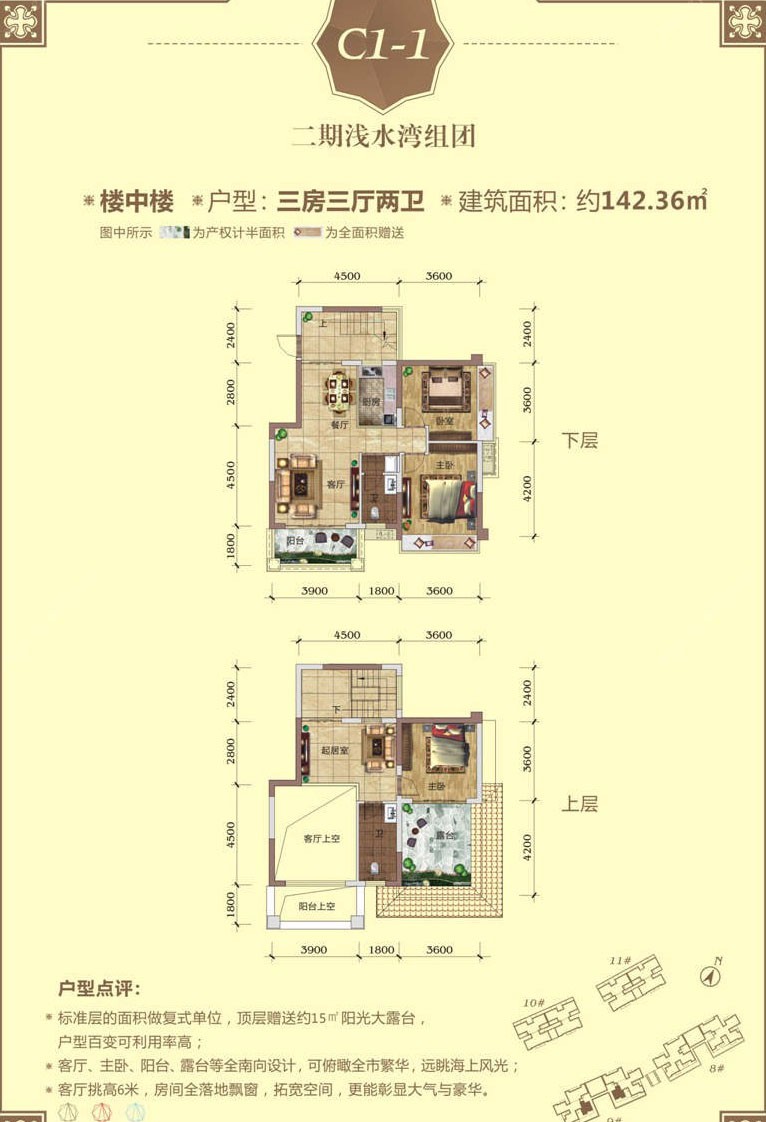 C1-1
二期浅水湾组团
※ 楼中楼 ※ 户型：三房三厅两卫 ※ 建筑面积：约142.36㎡
图中所示 为产权计半面积 为全面积赠送
4500 3600
2400
2800
4500
1800
2400
3600
4200
上
餐厅
厨房
卧室
客厅
卫
主卧
阳台
下层
3900 1800 3600
4500 3600
2400
2800
4500
1800
2400
3600
4200
下
起居室
主卧
客厅上空
卫
露台
阳台上空
上层
3900 1800 3600
户型点评：
※ 标准层的面积做复式单位，顶层赠送约15㎡阳光大露台，
户型百变可利用率高；
※ 客厅、主卧、阳台、露台等全南向设计，可俯瞰全市繁华，远眺海上风光；
※ 客厅挑高6米，房间全落地飘窗，拓宽空间，更能彰显大气与豪华。
11#
N
10#
8#
9#